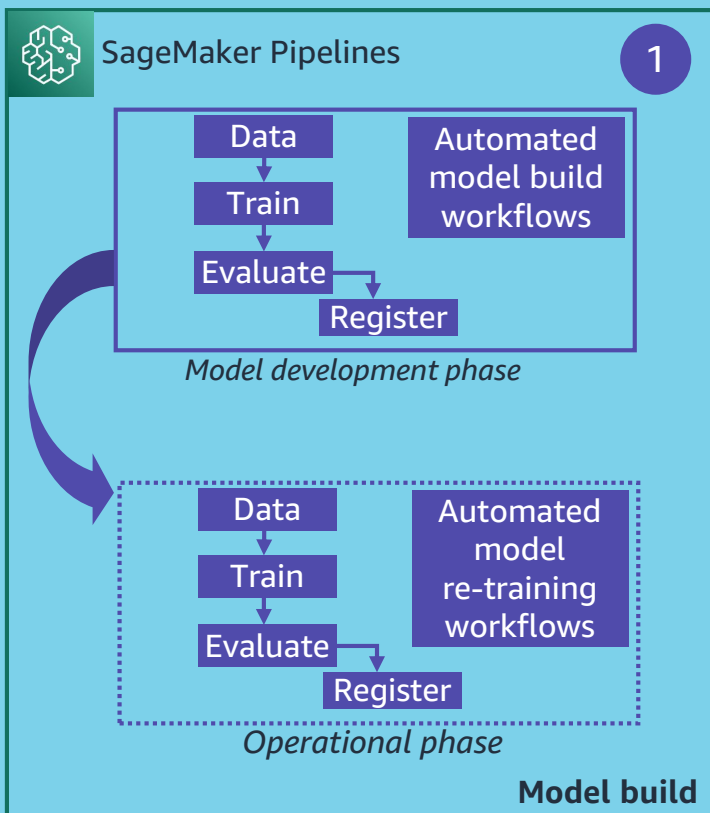 SageMaker Pipelines
1
Data
Train
Evaluate
Register
Automated
model build
workflows
Model development phase
Data
Train
Evaluate
Register
Automated
model
re-training
workflows
Operational phase
Model build